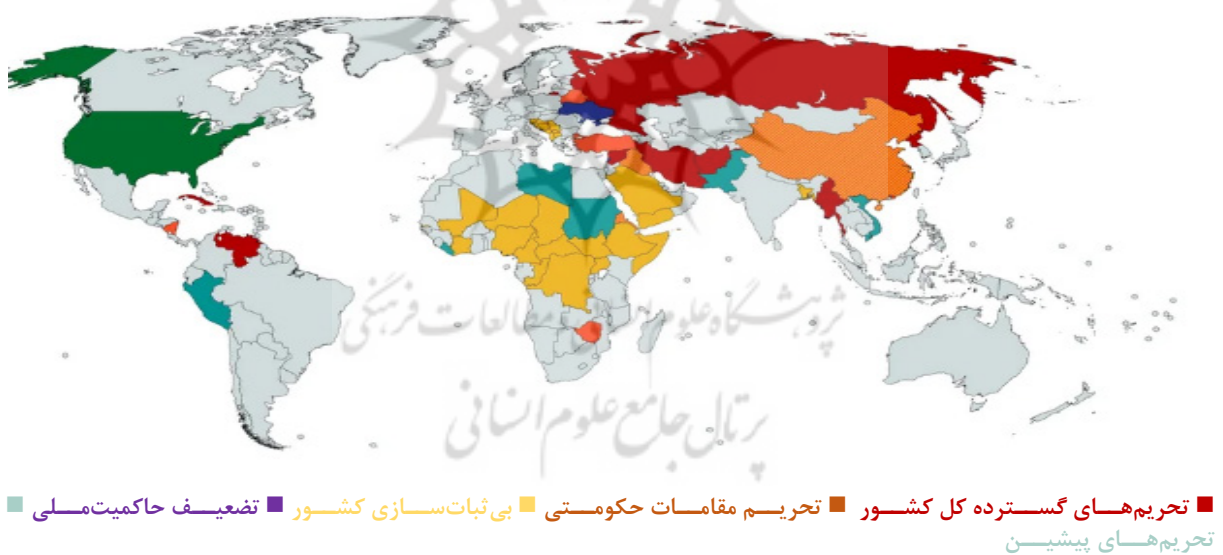 پژوهشگاه علوم انسانی و مطالعات فرهنگی
پرتال جامع علوم انسانی
■ تحریم‌های گسترده کل کشور ■ تحریم مقامات حکومتی ■ بی‌ثبات‌سازی کشور ■ تضعیف حاکمیت‌ملی ■
تحریم‌های پیشین